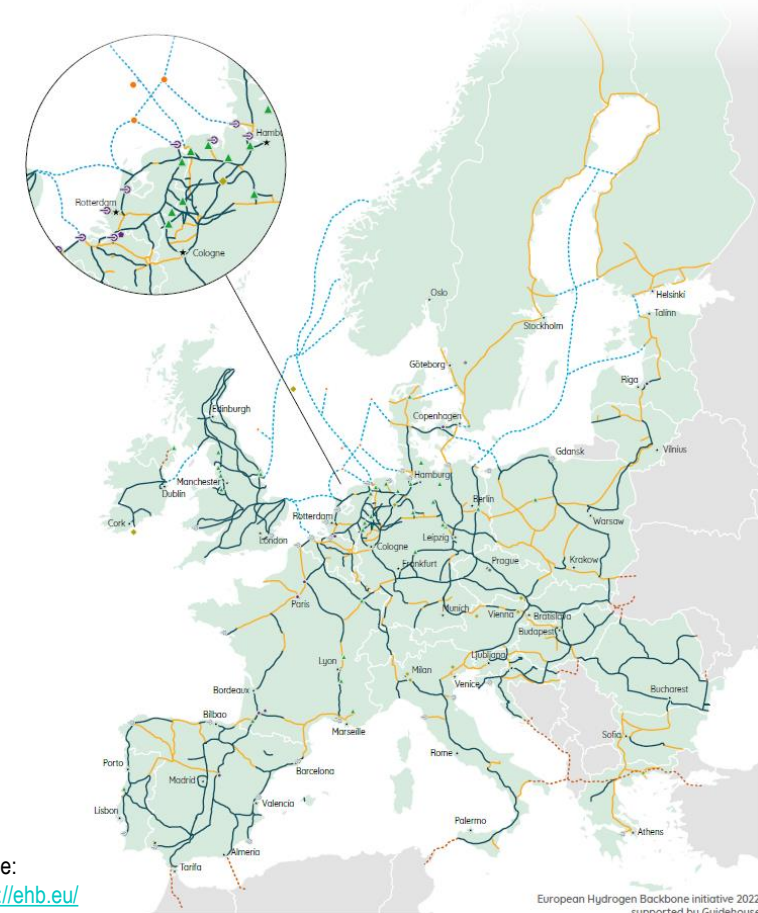 Hambu
Rotterdam
Cologne
Oslo
Helsinki
Talinn
Stockholm
Göteborg
Riga
Edinburgh
Copenhagen
Vilnius
Gdansk
Manchester
Dublin
Hamburg
Berlin
Cork
Rotterdam
Warsaw
London
Leipzig
Cologne
Frankfurt
Prague
Krakow
Paris
Munich
Vienna
Bratislava
Budapest
Ljubljana
Lyon
Milan
Venice
Bucharest
Bordeaux
Bilbao
Marseille
Sofia
Porto
Rome
Madrid
Barcelona
Valencia
Lisbon
Palermo
Athens
Almeria
e:
Tarifa
://ehb.eu/
European Hydrogen Backbone initiative 2022
supported by Guidehouse